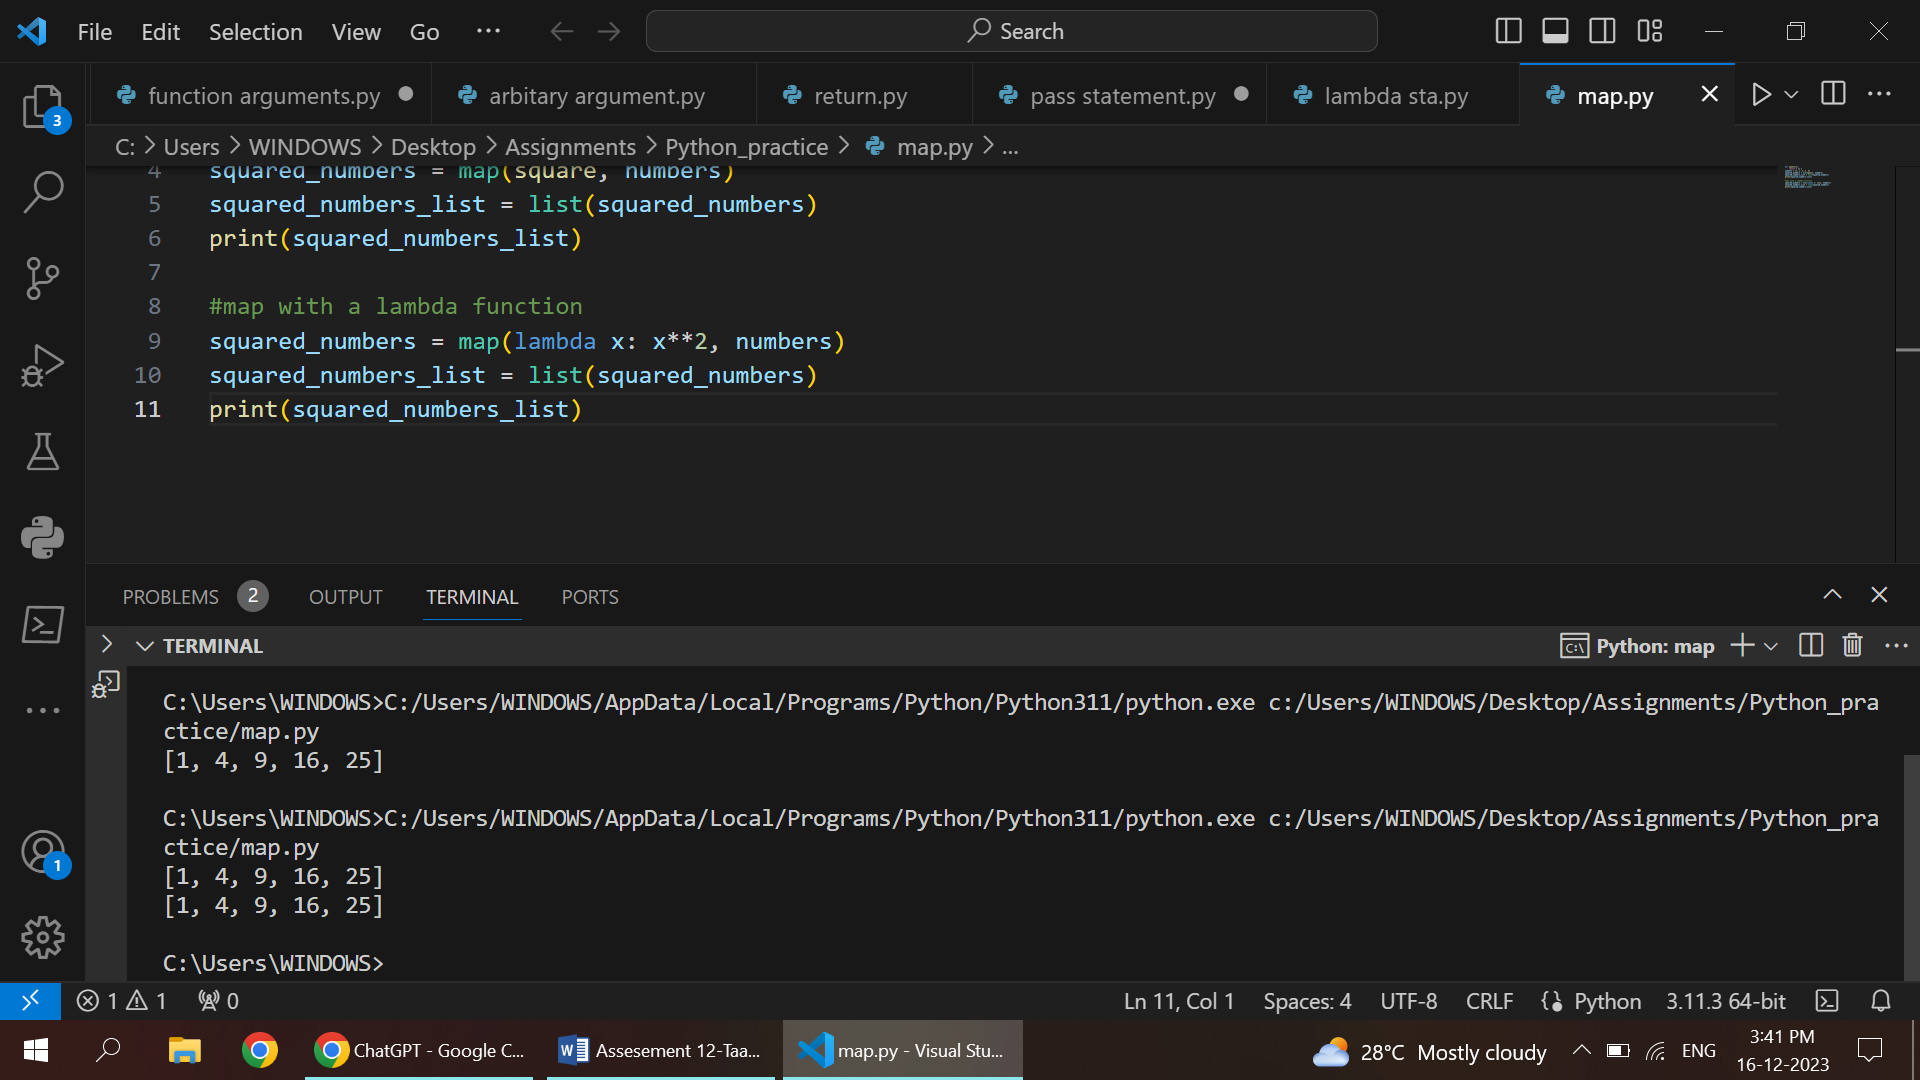 File Edit Selection View Go ... Search
3
function arguments.py arbitary argument.py return.py pass statement.py lambda sta.py map.py
C: > Users > WINDOWS > Desktop > Assignments > Python_practice > map.py > ...
4 squared_numbers = map(square, numbers)
5 squared_numbers_list = list(squared_numbers)
6 print(squared_numbers_list)
7
8 #map with a lambda function
9 squared_numbers = map(lambda x: x**2, numbers)
10 squared_numbers_list = list(squared_numbers)
11 print(squared_numbers_list)
PROBLEMS 2 OUTPUT TERMINAL PORTS
TERMINAL Python: map
C:\Users\WINDOWS>C:/Users/WINDOWS/AppData/Local/Programs/Python/Python311/python.exe c:/Users/WINDOWS/Desktop/Assignments/Python_pra
ctice/map.py
[1, 4, 9, 16, 25]
C:\Users\WINDOWS>C:/Users/WINDOWS/AppData/Local/Programs/Python/Python311/python.exe c:/Users/WINDOWS/Desktop/Assignments/Python_pra
ctice/map.py
[1, 4, 9, 16, 25]
[1, 4, 9, 16, 25]
C:\Users\WINDOWS>
1
1 1 0 Ln 11, Col 1 Spaces: 4 UTF-8 CRLF {} Python 3.11.3 64-bit
ChatGPT - Google C... Assesement 12-Taa... map.py - Visual Stu... 28°C Mostly cloudy ENG 3:41 PM
16-12-2023